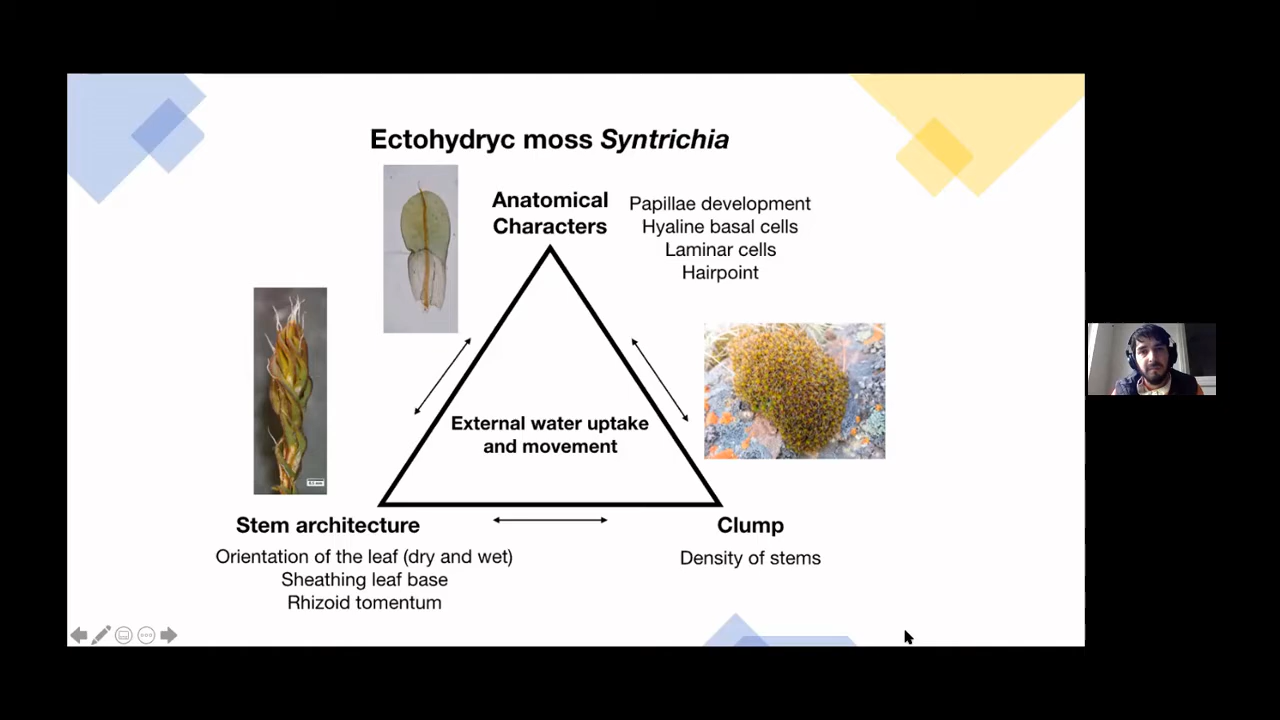 Ectohydryc moss Syntrichia
Anatomical
Characters
Papillae development
Hyaline basal cells
Laminar cells
Hairpoint
External water uptake
and movement
Stem architecture
Orientation of the leaf (dry and wet)
Sheathing leaf base
Rhizoid tomentum
Clump
Density of stems